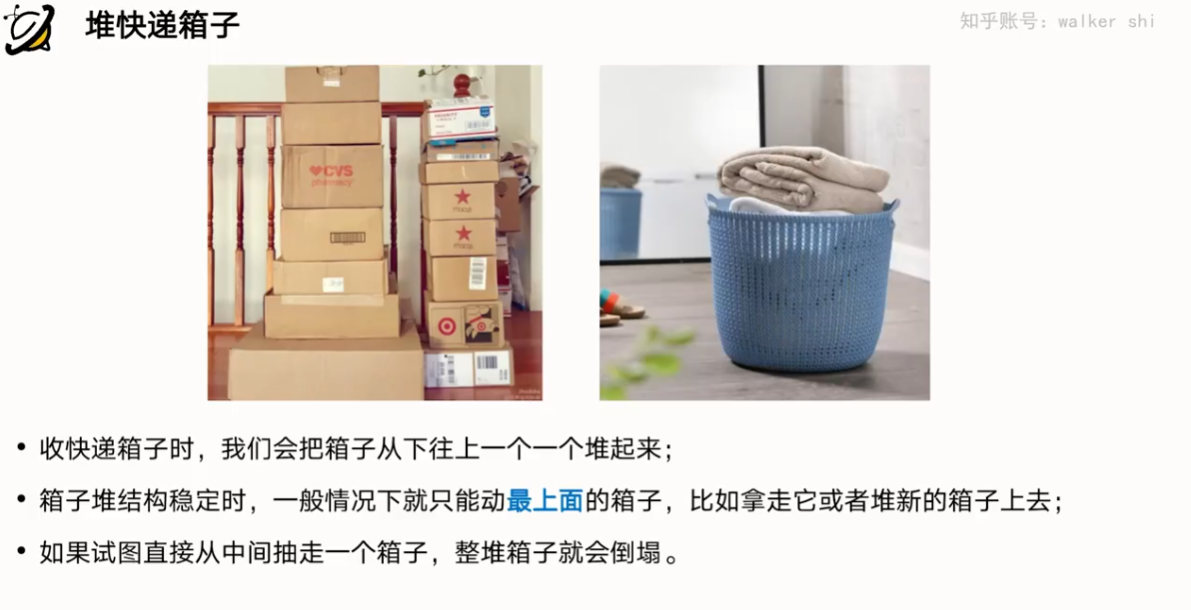 堆快递箱子
知乎账号: walker shi
CVS
pharmacy
• 收快递箱子时，我们会把箱子从下往上一个一个堆起来；
• 箱子堆结构稳定时，一般情况下就只能动最上面的箱子，比如拿走它或者堆新的箱子上去；
• 如果试图直接从中间抽走一个箱子，整堆箱子就会倒塌。